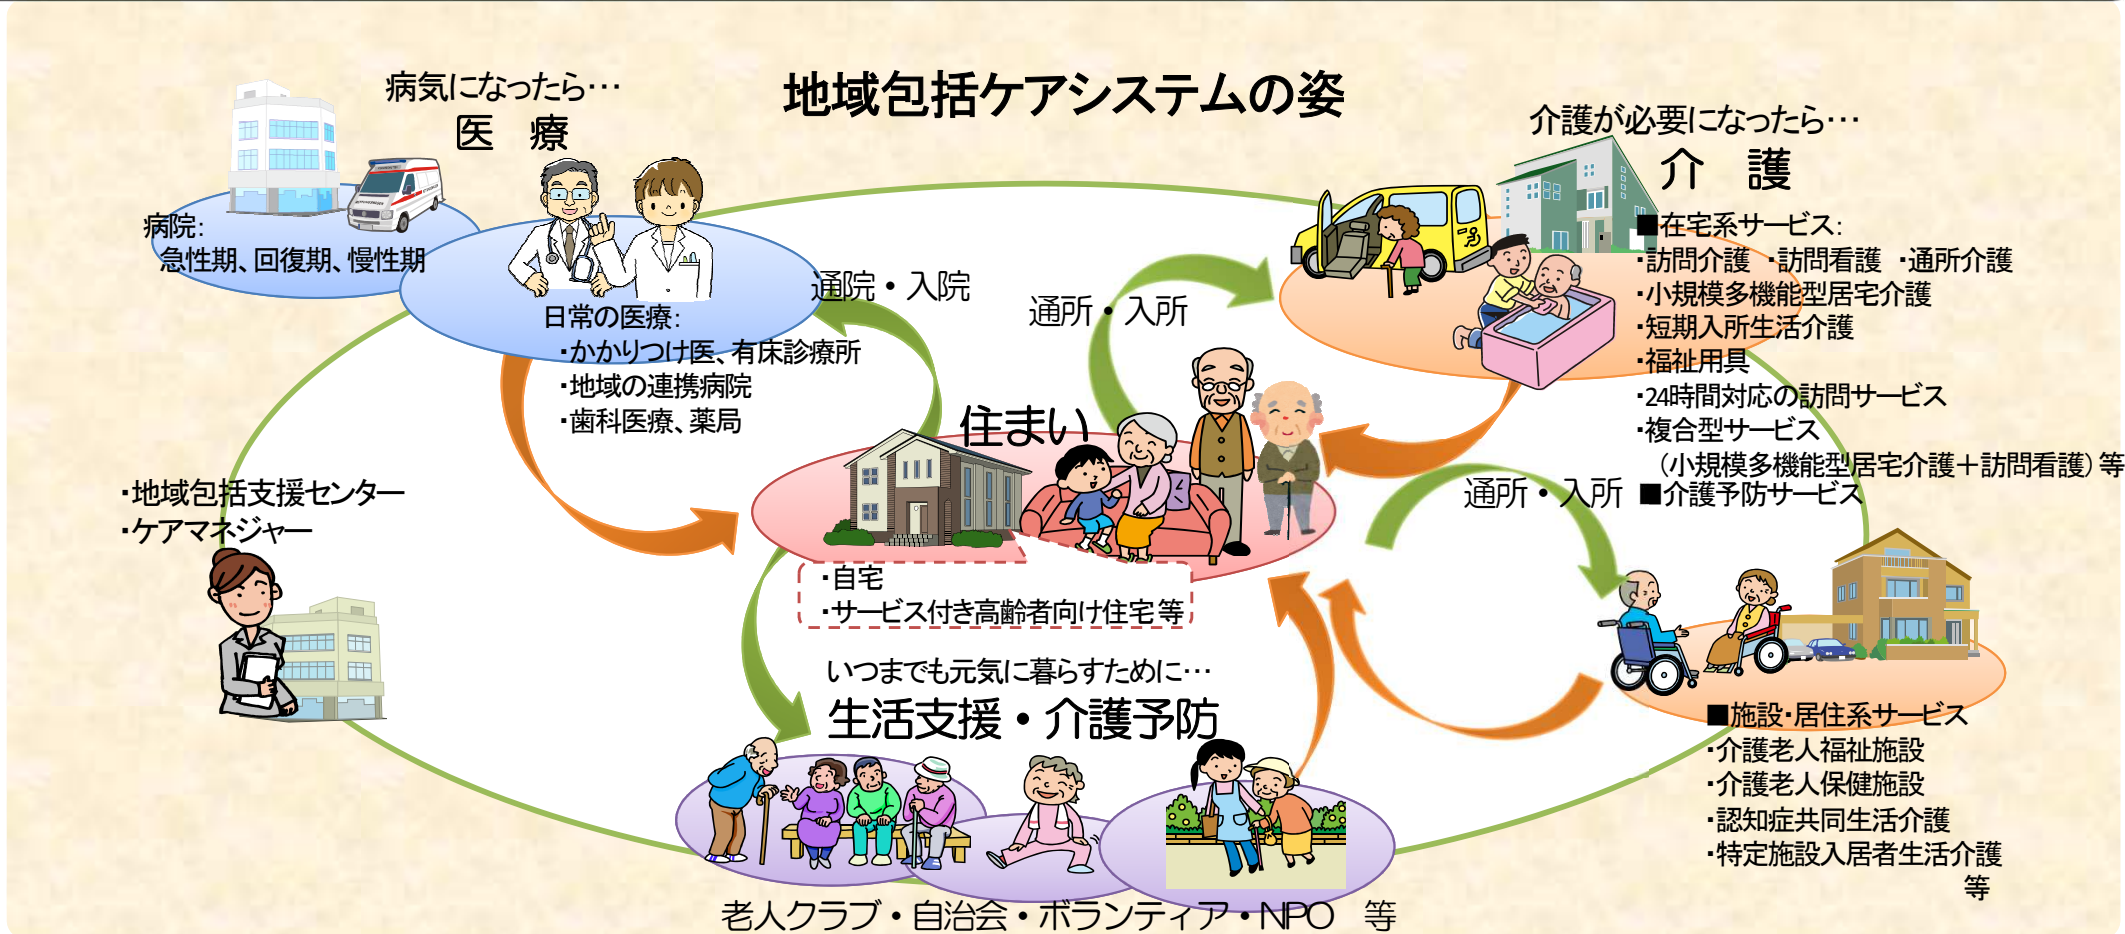 地域包括ケアシステムの姿
病気になったら…
医　療
病院:
急性期、回復期、慢性期
日常の医療:
・かかりつけ医、有床診療所
・地域の連携病院
・歯科医療、薬局
通院・入院
通所・入所
介護が必要になったら…
介　護
■在宅系サービス:
・訪問介護　・訪問看護　・通所介護
・小規模多機能型居宅介護
・短期入所生活介護
・福祉用具
・24時間対応の訪問サービス
・複合型サービス
（小規模多機能型居宅介護＋訪問看護）等
■介護予防サービス
通所・入所
住まい
・自宅
・サービス付き高齢者向け住宅等
・地域包括支援センター
・ケアマネジャー
いつまでも元気に暮らすために…
生活支援・介護予防
老人クラブ・自治会・ボランティア・NPO　等
■施設・居住系サービス
・介護老人福祉施設
・介護老人保健施設
・認知症共同生活介護
・特定施設入居者生活介護
等